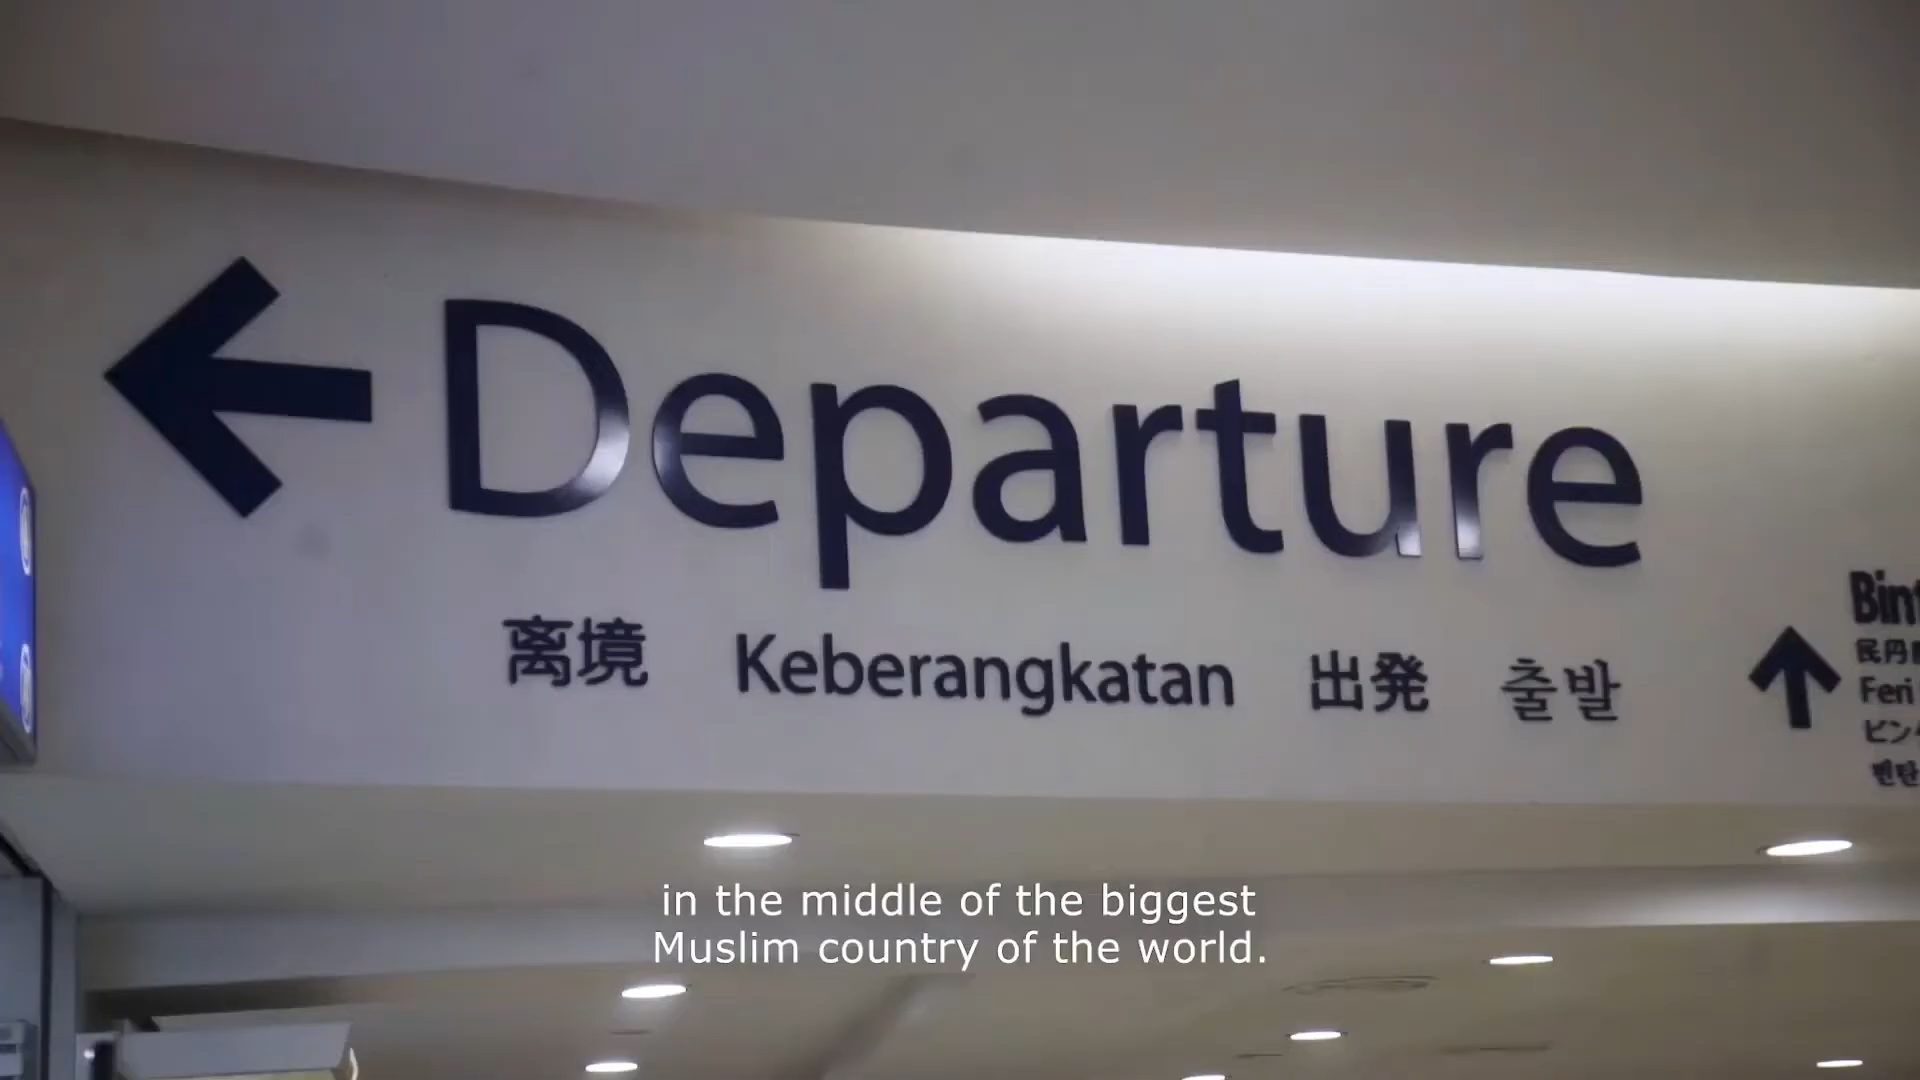 Departure
离境 Keberangkatan 出発 출발
Feri
in the middle of the biggest
Muslim country of the world.